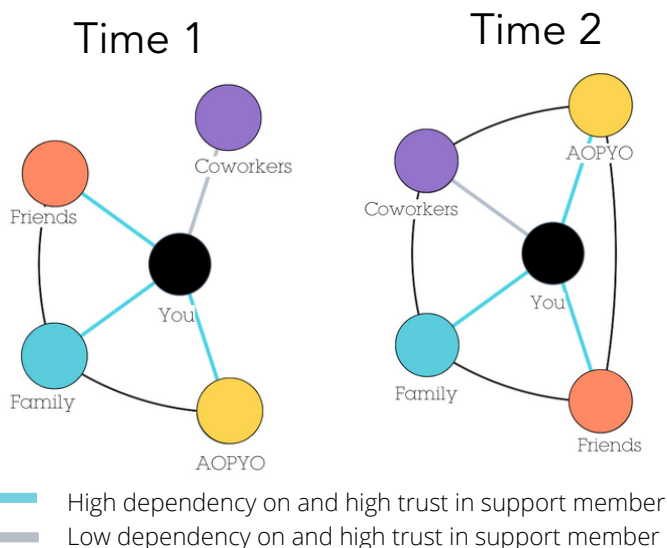 Time 1
Time 2
Coworkers
Friends
You
Family
AOPYO
AOPYO
Coworkers
You
Family
Friends
High dependency on and high trust in support member
Low dependency on and high trust in support member